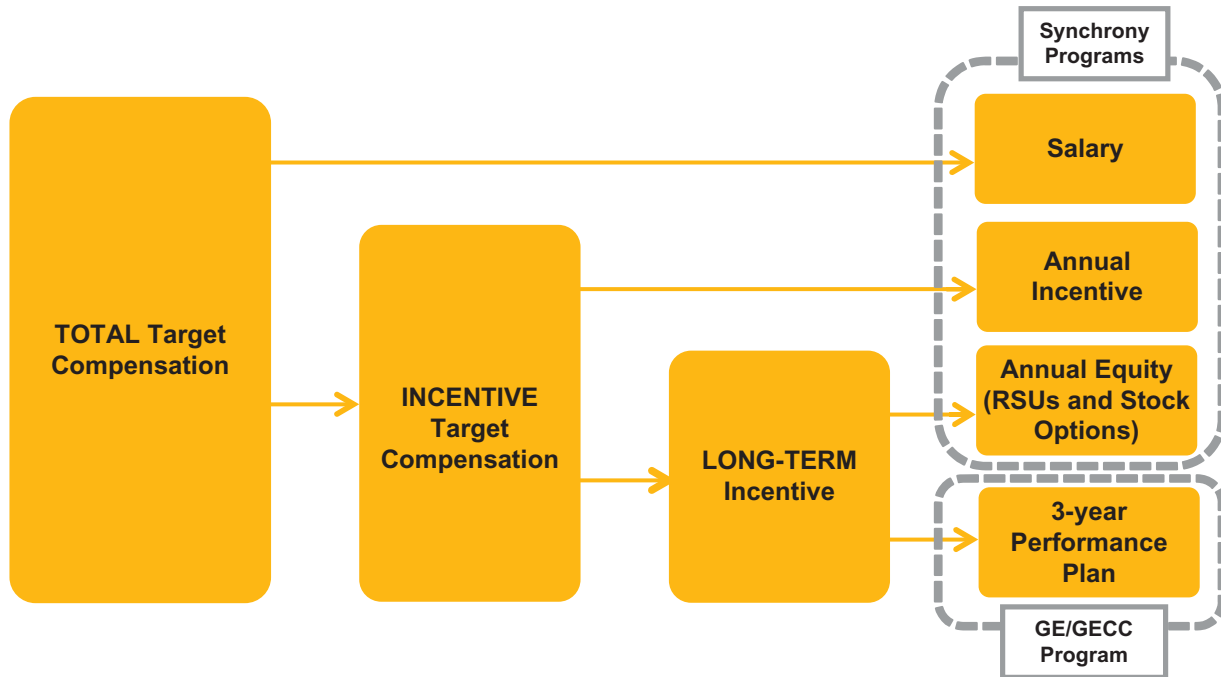 Synchrony
Programs
Salary
Annual
Incentive
TOTAL Target
Compensation
INCENTIVE
Target
Compensation
LONG-TERM
Incentive
Annual Equity
(RSUs and Stock
Options)
3-year
Performance
Plan
GE/GECC
Program